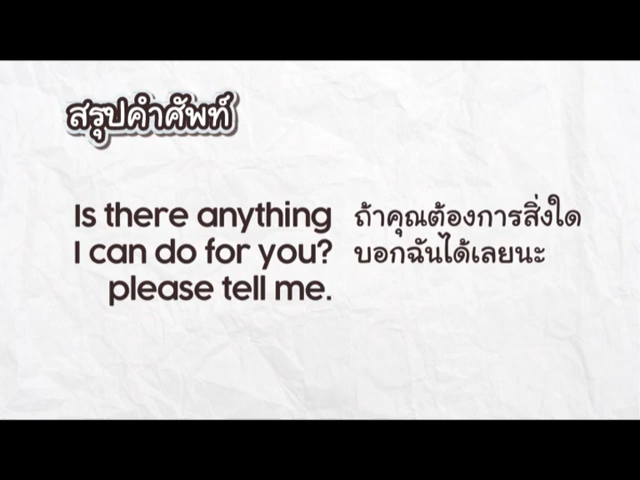 สรุปคำศัพท์
Is there anything
I can do for you?
please tell me.
ถ้าคุณต้องการสิ่งใด
บอกฉันได้เลยนะ